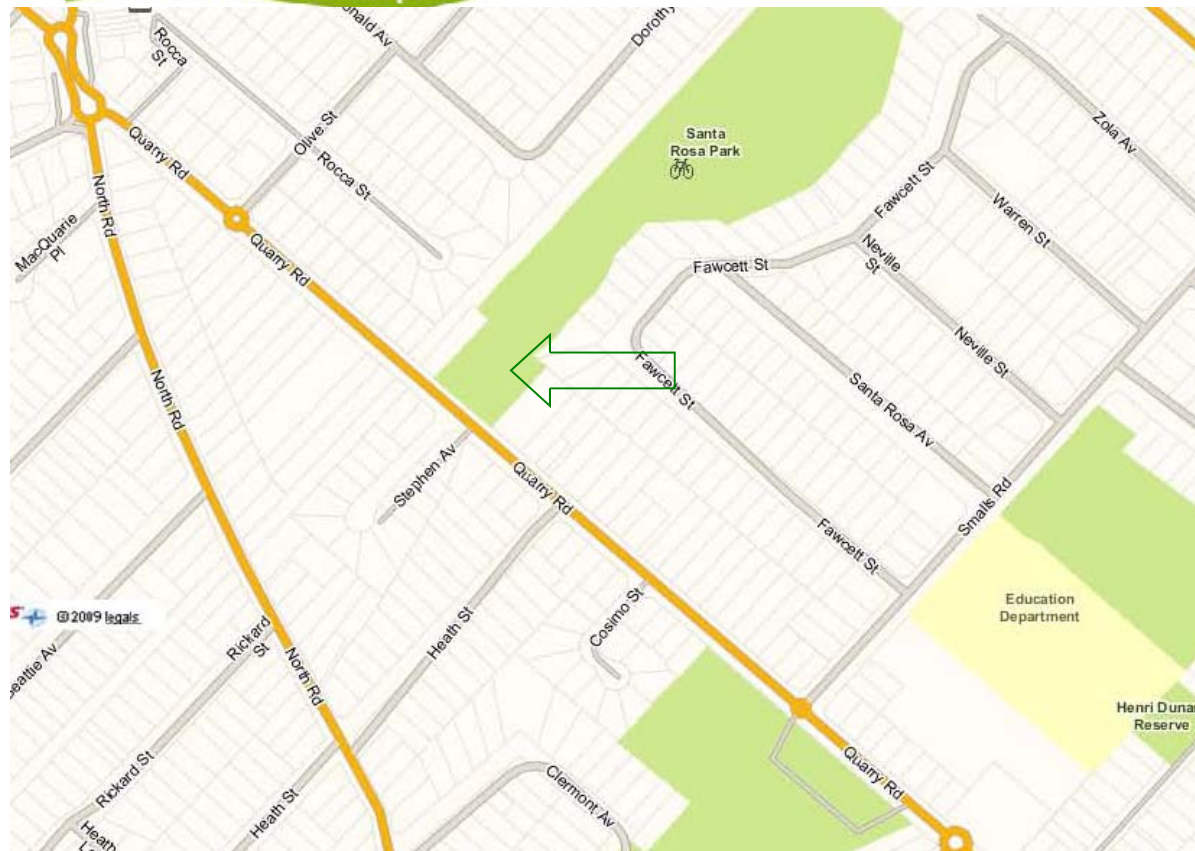 Rocca
St
Dorothy
Olive St
Zola Av
Santa
Rosa Park
Quarry Rd
Rocca St
North Rd
Fawcett St
Warren St
MacQuarie
Pl
Quarry Rd
Neville
St
Fawcett St
Neville St
North Rd
Fawcett St
Santa Rosa Av
Stephen Av
Quarry Rd
Smalls Rd
Fawcett St
Education
Department
©2009 legals
Heath St
Cosimo St
Rickard
St
North Rd
Henri Duna
Reserve
Quarry Rd
Rickard St
Clermont Av
Heath St
Heath